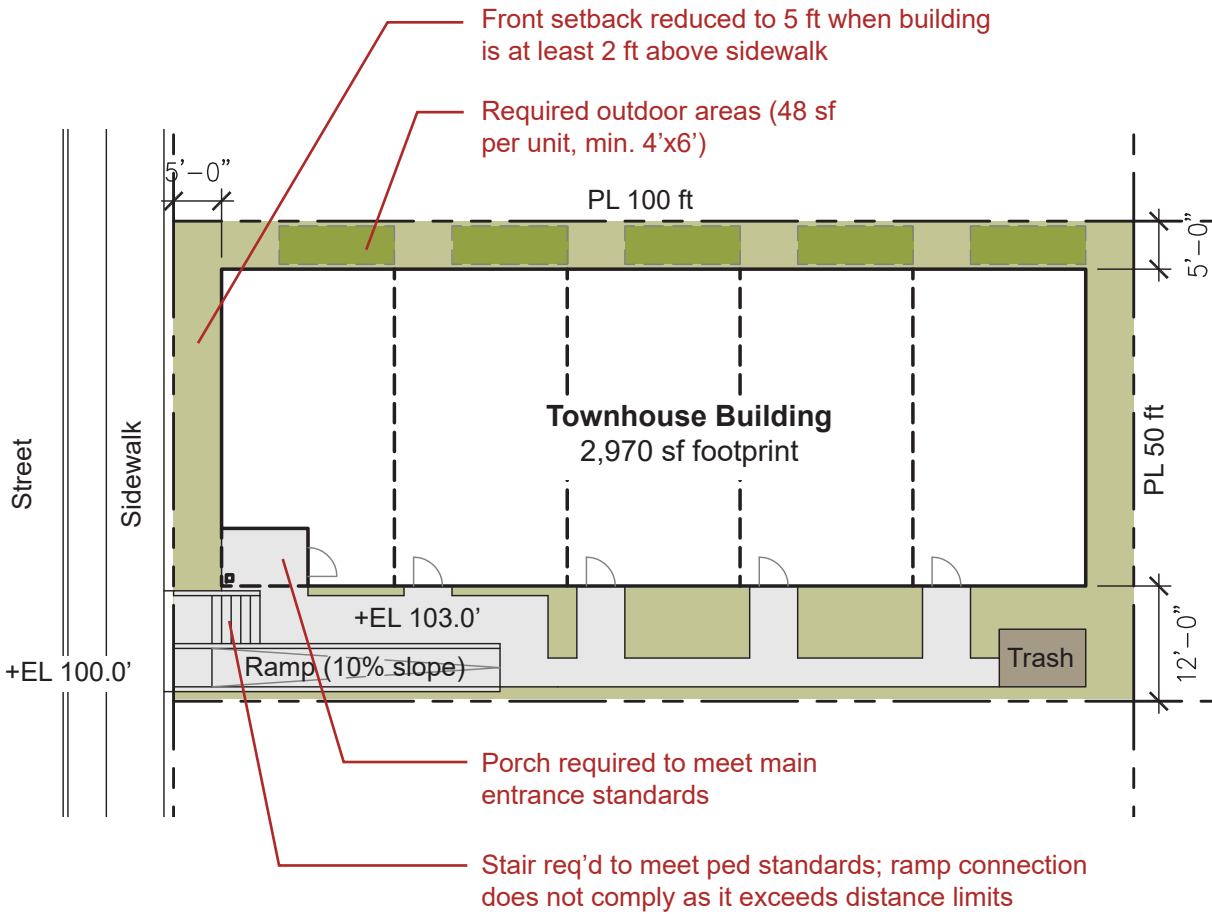 Front setback reduced to 5 ft when building
is at least 2 ft above sidewalk
Required outdoor areas (48 sf
per unit, min. 4’x6’)
5’-0”
PL 100 ft
5’-0”
Townhouse Building
2,970 sf footprint
Street
Sidewalk
PL 50 ft
+EL 103.0’
+EL 100.0’
Ramp (10% slope)
Trash
12’-0”
Porch required to meet main
entrance standards
Stair req’d to meet ped standards; ramp connection
does not comply as it exceeds distance limits